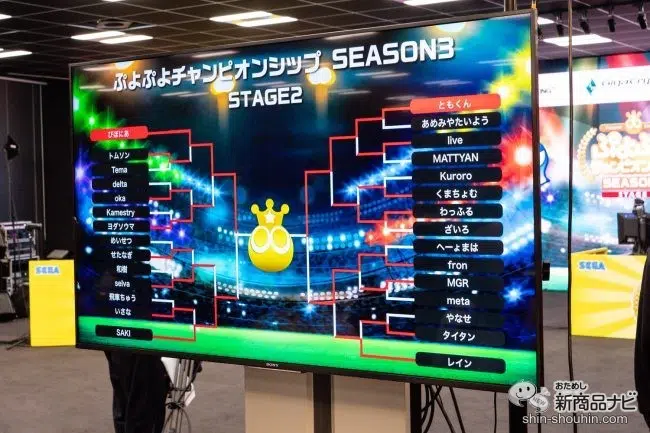 ぷよぷよチャンピオンシップ SEASON3
STAGE2
ぴぽにあ
トムソン
Tema
delta
oka
Kamestry
ヨダソウマ
めいせつ
せたなぎ
和樹
selva
飛車ちゅう
いさな
SAKI
ともくん
あめみやたいよう
live
MATTYAN
Kuroro
くまちょむ
わっふる
ざいろ
へーょまは
fron
MGR
meta
やなせ
タイタン
レイン
SONY
SEGA
SEGA
おためし
新商品ナビ
shin-shouhin.com